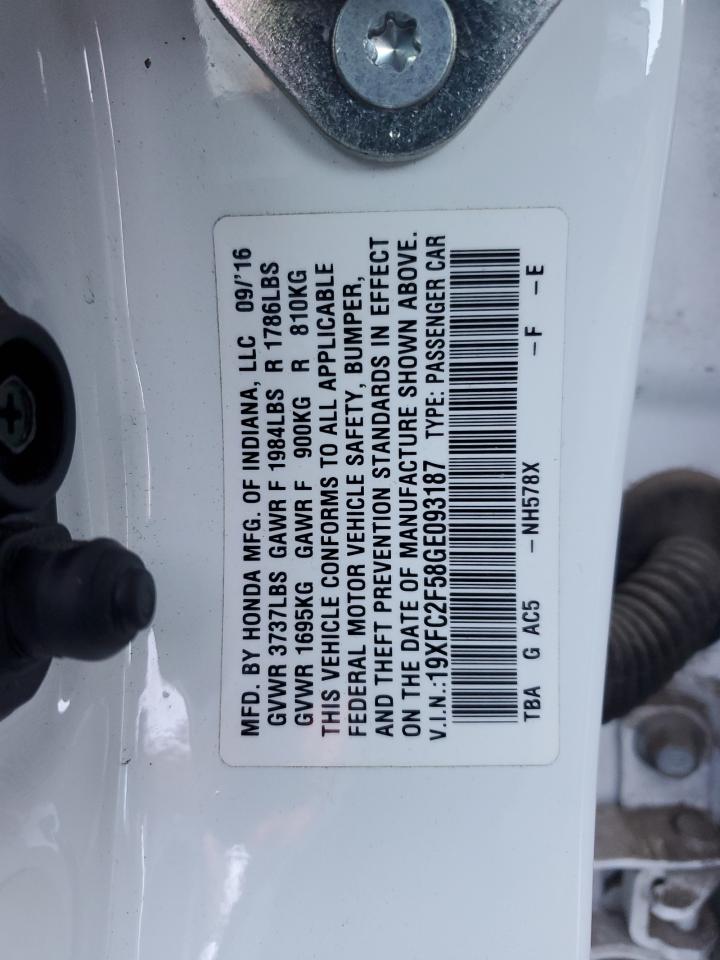 MFD. BY HONDA MFG. OF INDIANA, LLC 09/'16
GVWR 3737LBS GAWR F 1984LBS R 1786LBS
GVWR 1695KG GAWR F 900KG R 810KG
THIS VEHICLE CONFORMS TO ALL APPLICABLE
FEDERAL MOTOR VEHICLE SAFETY, BUMPER,
AND THEFT PREVENTION STANDARDS IN EFFECT
ON THE DATE OF MANUFACTURE SHOWN ABOVE.
V.I.N.:19XFC2F58GE093187 TYPE: PASSENGER CAR
TBA G AC5 - NH578X - F - E